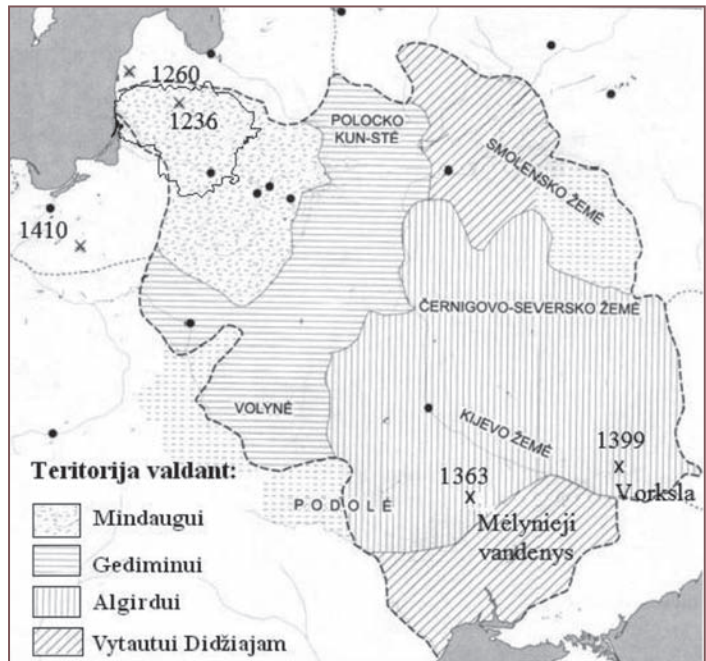 1260
1236
POLOCKO
KUN-STĖ
SMOLENSKO ŽEMĖ
1410
ČERNIGOVO-SEVERSKO ŽEMĖ
VOLYNĖ
KIJEVO ŽEMĖ
1399
Vorksla
1363
PODOLĖ
Mėlynieji
vandenys
Teritorija valdant:
Mindaugui
Gediminui
Algirdui
Vytautui Didžiajam